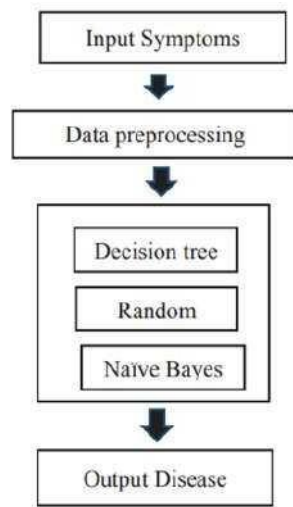 Input Symptoms
Data preprocessing
Decision tree
Random
Naïve Bayes
Output Disease